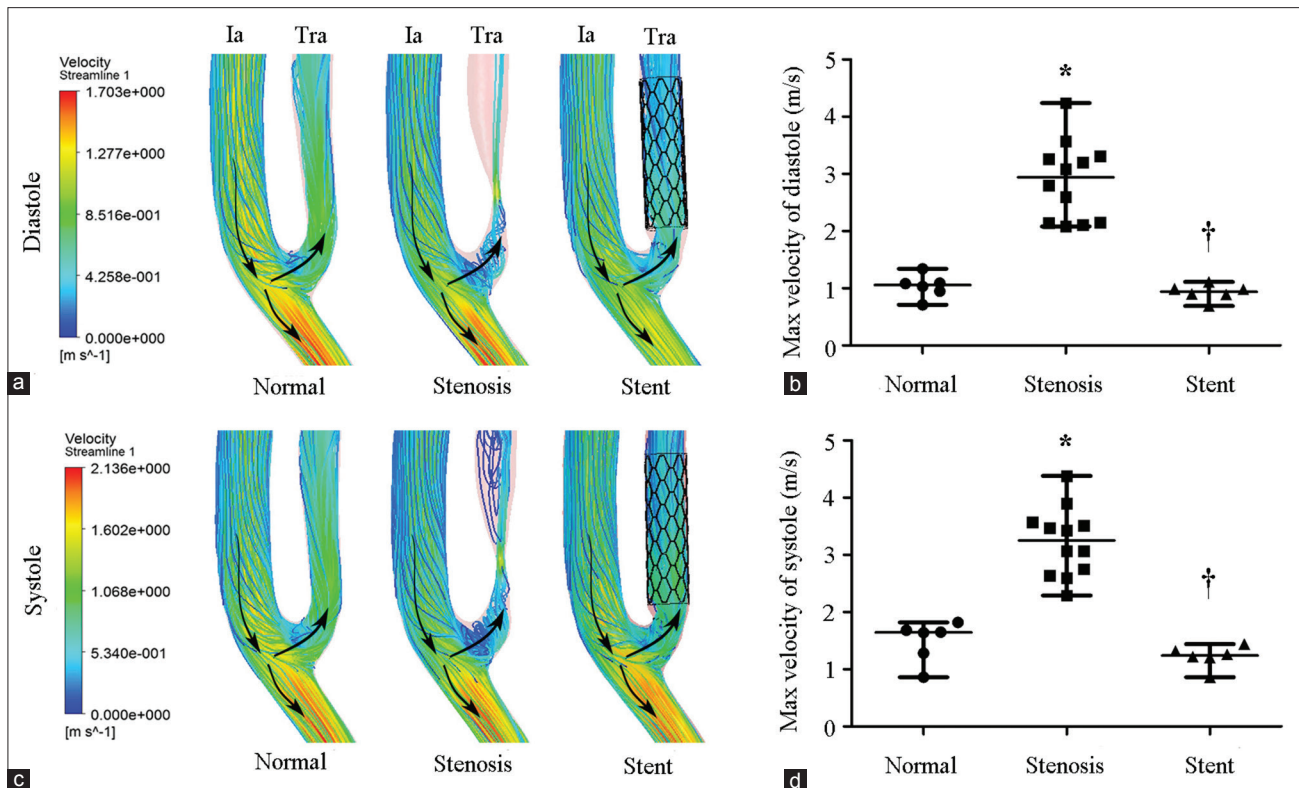 Ia Tra Ia Tra Ia Tra
Velocity
Streamline 1
1.703e+000
1.277e+000
8.516e-001
4.258e-001
0.000e+000
[m s^-1]
Diastole
Normal Stenosis Stent
a
Max velocity of diastole (m/s)
5
4
3
2
1
0
*
†
Normal Stenosis Stent
b
Velocity
Streamline 1
2.136e+000
1.602e+000
1.068e+000
5.340e-001
0.000e+000
[m s^-1]
Systole
Normal Stenosis Stent
c
Max velocity of systole (m/s)
5
4
3
2
1
0
*
†
Normal Stenosis Stent
d